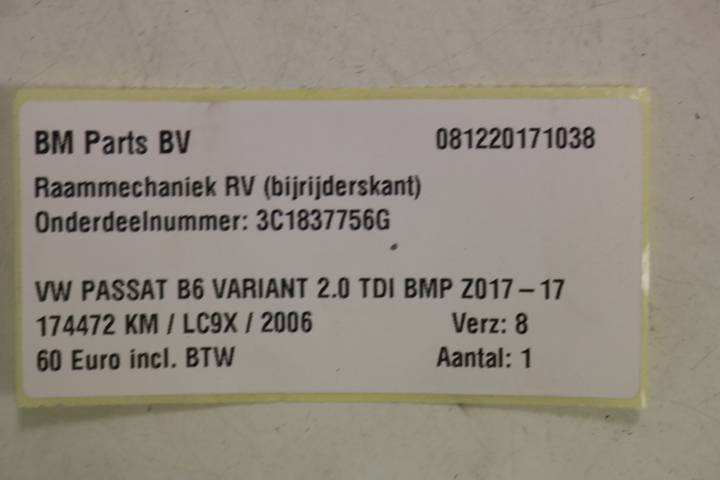 BM Parts BV 081220171038
Raammechaniek RV (bijrijderskant)
Onderdeelnummer: 3C1837756G
VW PASSAT B6 VARIANT 2.0 TDI BMP Z017 – 17
174472 KM / LC9X / 2006 Verz: 8
60 Euro incl. BTW Aantal: 1